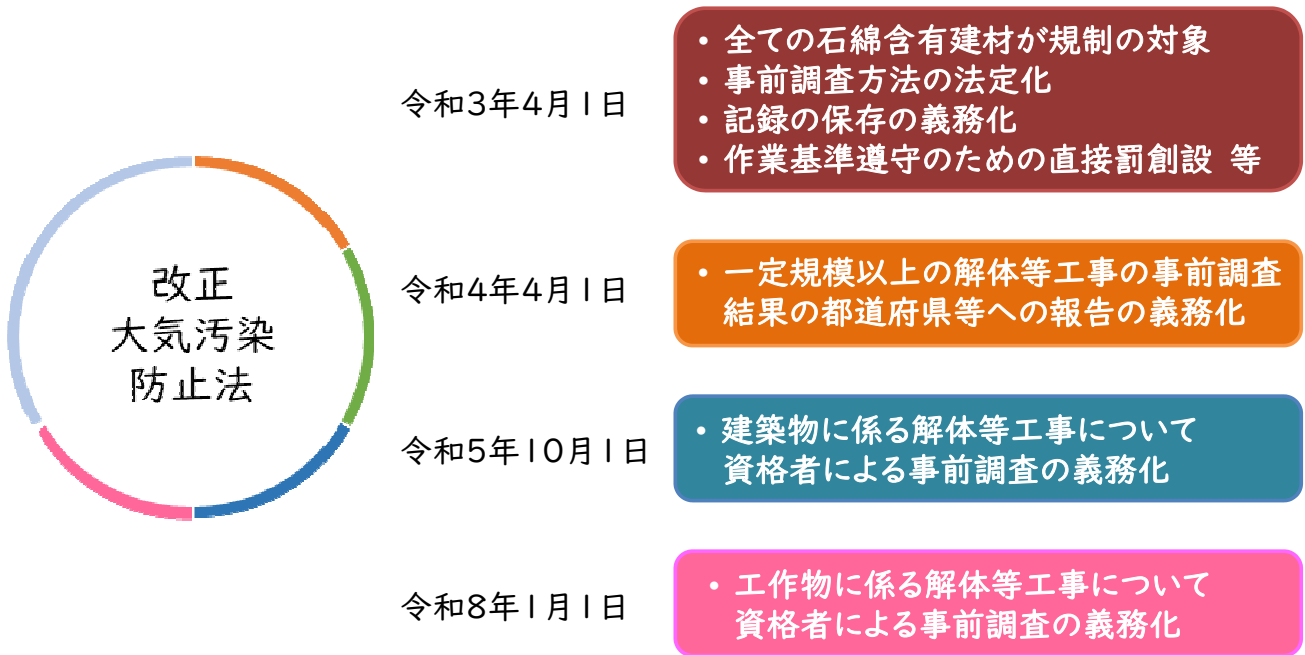 改正
大気汚染
防止法
令和3年4月1日
・全ての石綿含有建材が規制の対象
・事前調査方法の法定化
・記録の保存の義務化
・作業基準遵守のための直接罰創設 等
令和4年4月1日
・一定規模以上の解体等工事の事前調査
結果の都道府県等への報告の義務化
令和5年10月1日
・建築物に係る解体等工事について
資格者による事前調査の義務化
令和8年1月1日
・工作物に係る解体等工事について
資格者による事前調査の義務化